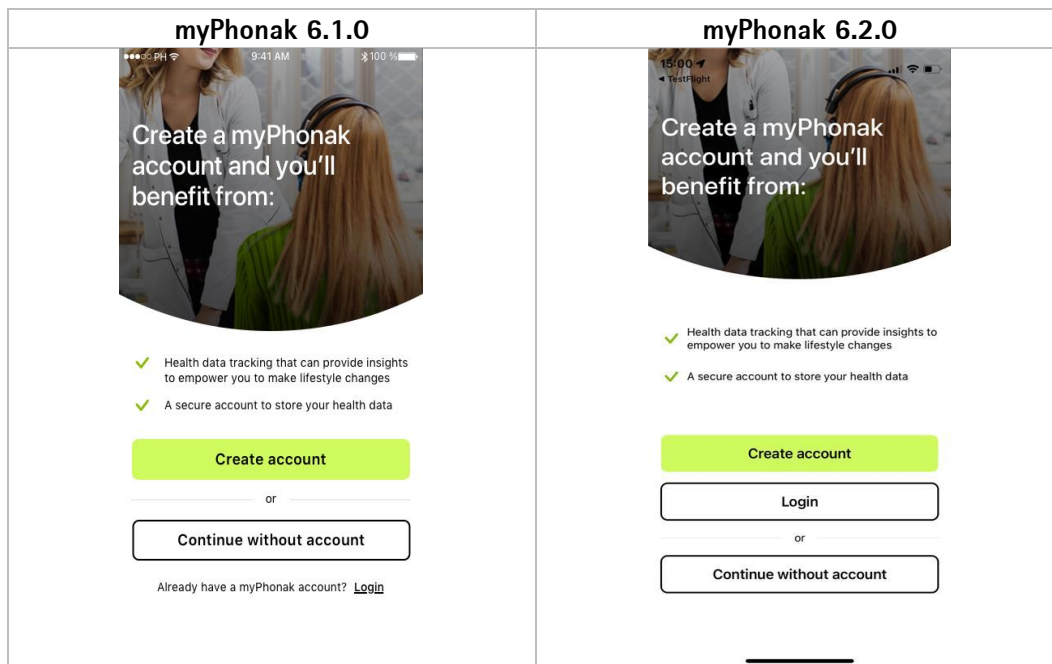 myPhonak 6.1.0
myPhonak 6.2.0
PH
9:41 AM
100 %
Create a myPhonak
account and you'll
benefit from:
Health data tracking that can provide insights
to empower you to make lifestyle changes
A secure account to store your health data
Create account
or
Continue without account
Already have a myPhonak account? Login
15:00
TestFlight
Create a myPhonak
account and you'll
benefit from:
Health data tracking that can provide insights to
empower you to make lifestyle changes
A secure account to store your health data
Create account
Login
or
Continue without account